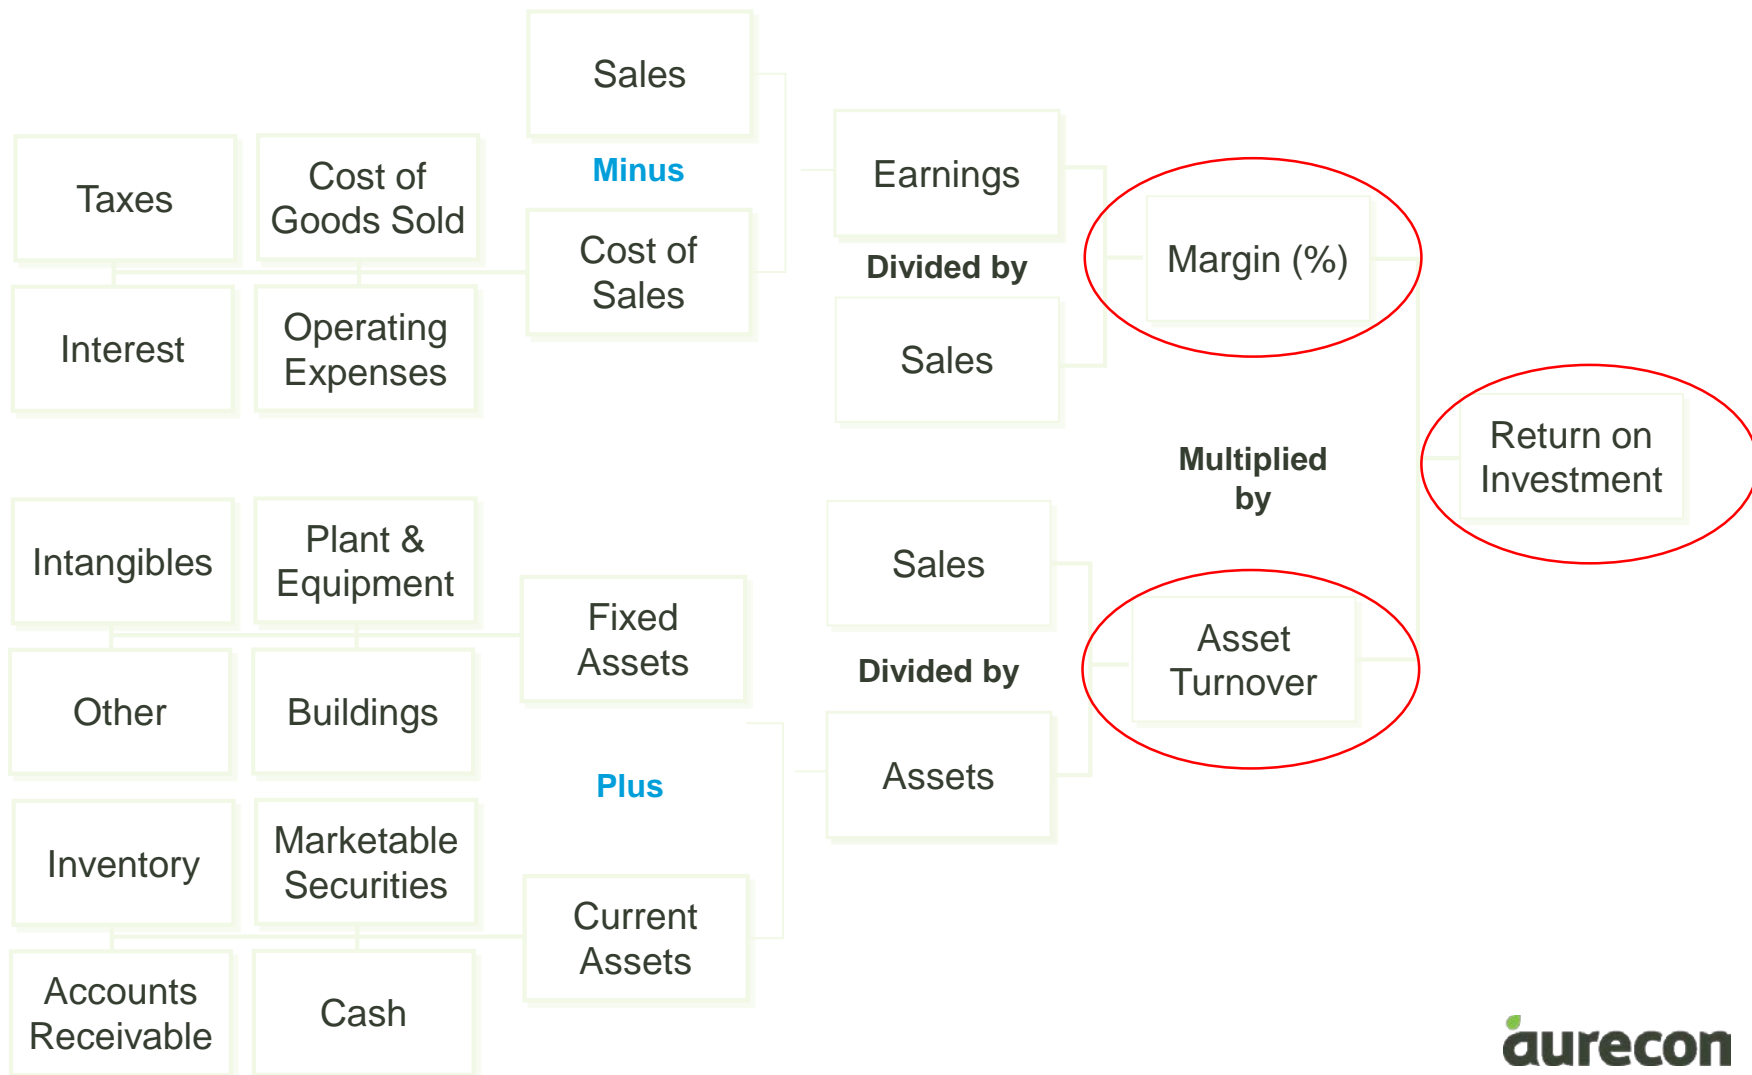 Sales
Minus
Taxes
Cost of
Goods Sold
Cost of
Sales
Interest
Operating
Expenses
Earnings
Divided by
Sales
Margin (%)
Multiplied
by
Return on
Investment
Intangibles
Plant &
Equipment
Fixed
Assets
Other
Buildings
Plus
Inventory
Marketable
Securities
Current
Assets
Accounts
Receivable
Cash
Sales
Divided by
Assets
Asset
Turnover
aurecon